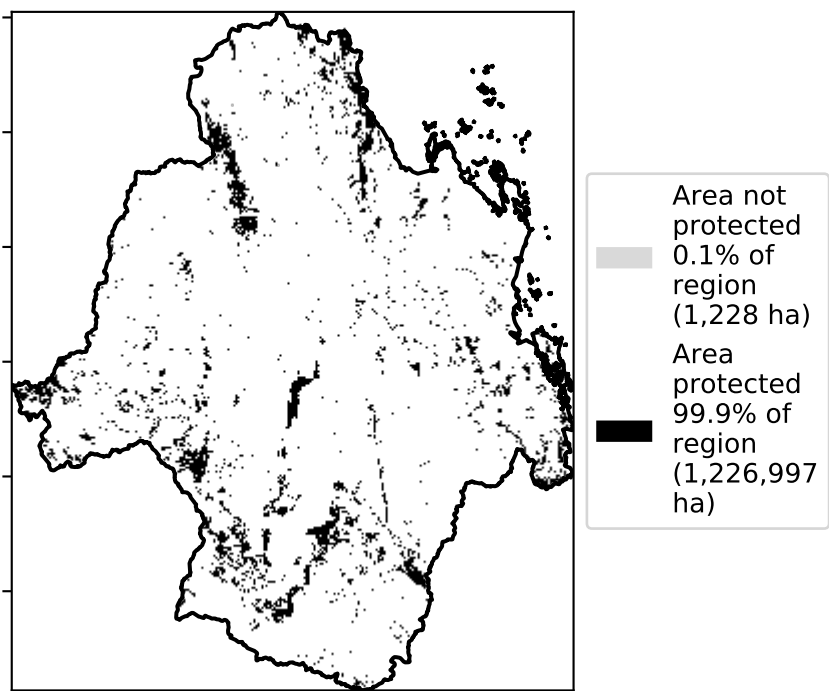 Area not
protected
0.1% of
region
(1,228 ha)
Area
protected
99.9% of
region
(1,226,997
ha)